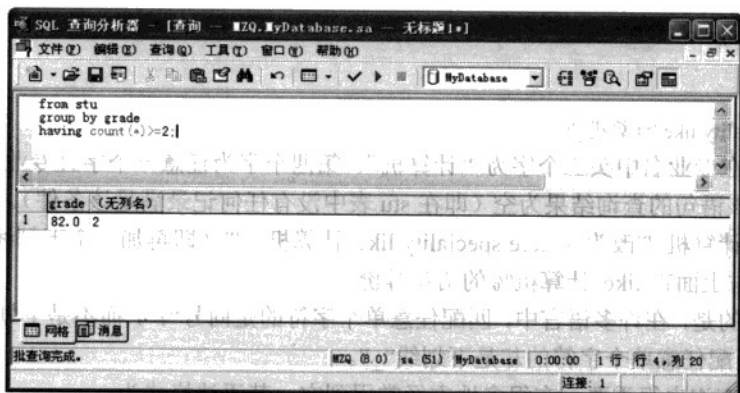 SQL 查询分析器 - [查询 — MZQ.MyDatabase.sa — 无标题1*]
文件(F) 编辑(E) 查询(Q) 工具(T) 窗口(W) 帮助(H)
MyDatabase
from stu
group by grade
having count(*)>=2;
grade (无列名)
1 82.0 2
网格 消息
批查询完成。 MZQ (8.0) sa (51) MyDatabase 0:00:00 1 行 行 4，列 20
连接: 1